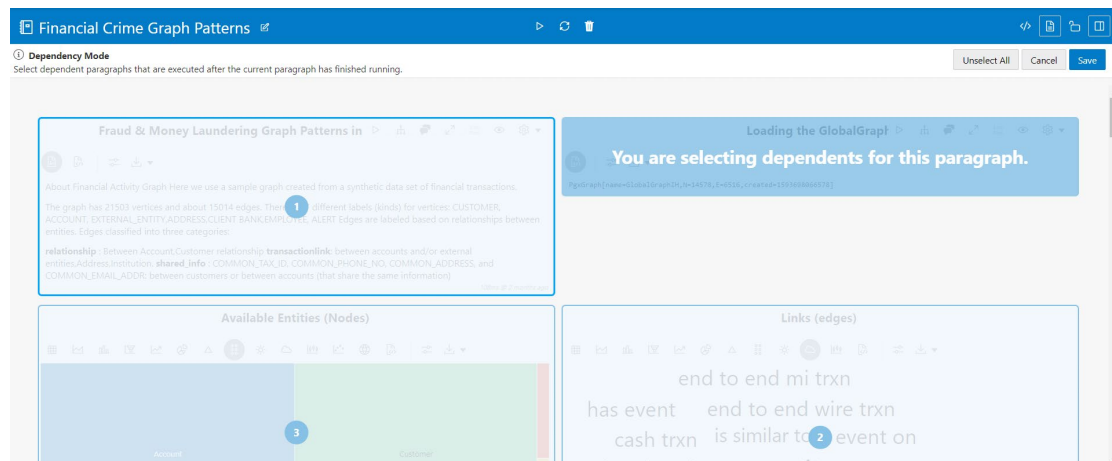 Financial Crime Graph Patterns
Dependency Mode
Select dependent paragraphs that are executed after the current paragraph has finished running.
Unselect All
Cancel
Save
Fraud & Money Laundering Graph Patterns in
About Financial Activity Graph Here we use a sample graph created from a synthetic data set of financial transactions.
The graph has 21503 vertices and about 15014 edges. There different labels (kinds) for vertices: CUSTOMER,
ACCOUNT, EXTERNAL_ENTITY,ADDRESS,CLIENT BANK,EMPLOYEE, ALERT Edges are labeled based on relationships between
entities. Edges classified into three categories:
relationship : Between Account,Customer relationship transactionlink: between accounts and/or external
entities,Address,Institution. shared_info : COMMON_TAX_ID, COMMON_PHONE_NO, COMMON_ADDRESS, and
COMMON_EMAIL_ADDR: between customers or between accounts (that share the same information)
1
Loading the GlobalGraph
You are selecting dependents for this paragraph.
Available Entities (Nodes)
3
Account
Customer
Links (edges)
end to end mi trxn
has event
end to end wire trxn
cash trxn
is similar to
2
event on